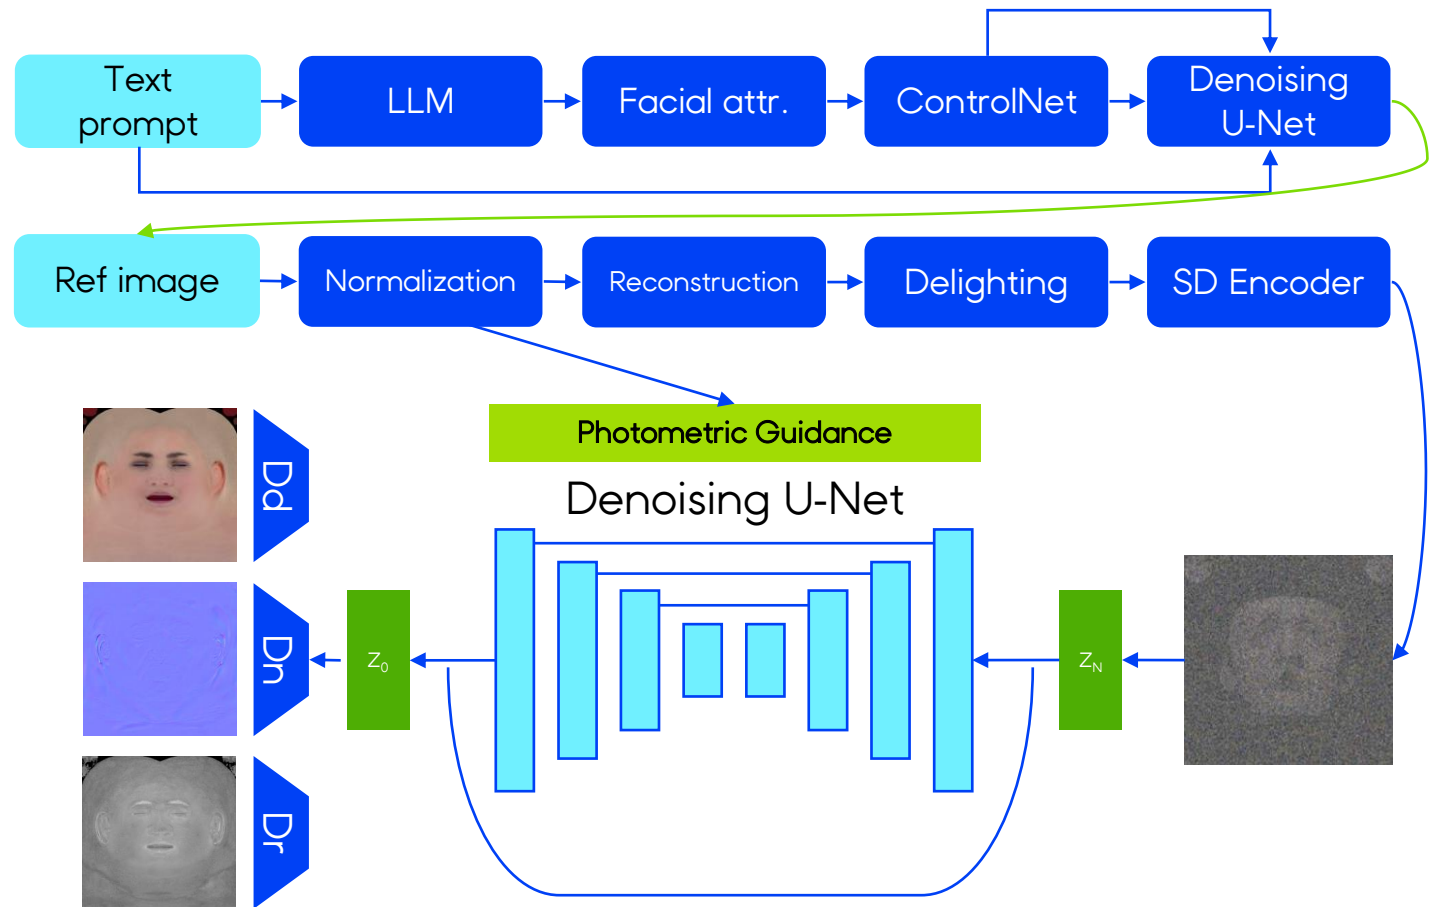 Text
prompt
LLM
Facial attr.
ControlNet
Denoising
U-Net
Ref image
Normalization
Reconstruction
Delighting
SD Encoder
Photometric Guidance
Denoising U-Net
Dd
Dn
Dr
z₀
z_N